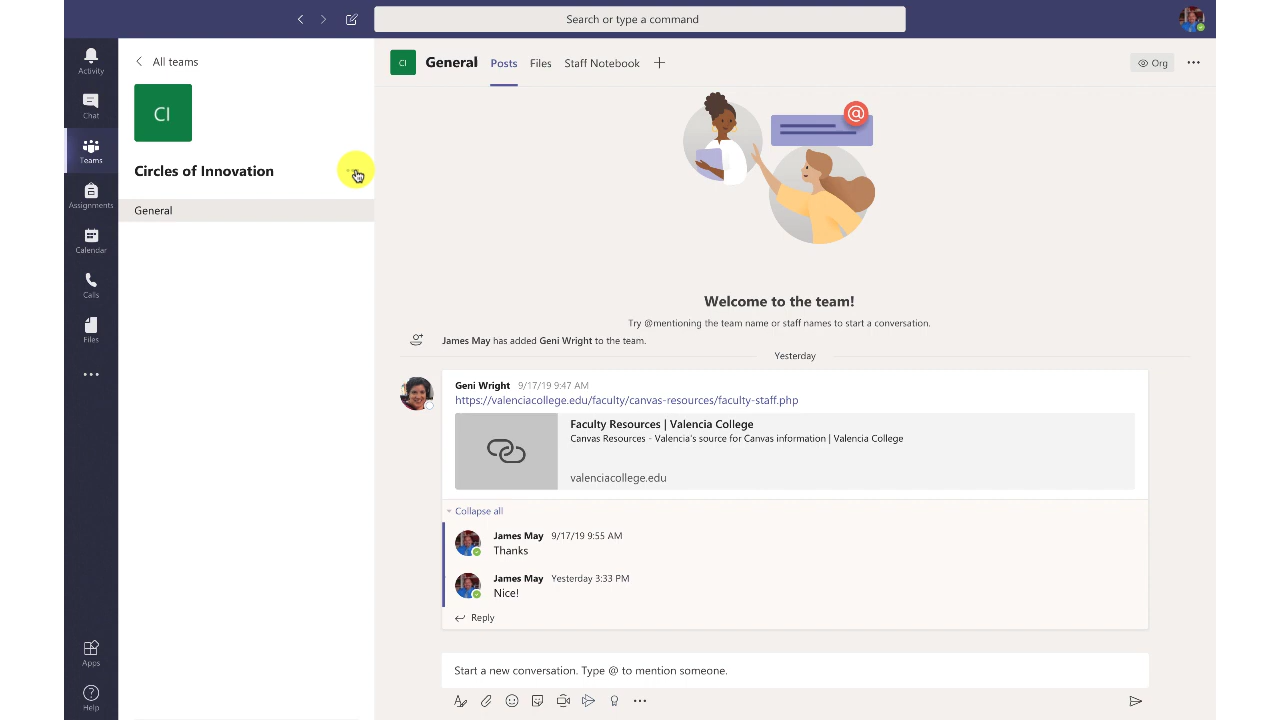 Search or type a command
Activity
Chat
Teams
Assignments
Calendar
Calls
Files
Apps
Help
All teams
CI
Circles of Innovation
General
CI
General
Posts
Files
Staff Notebook
Org
@
Welcome to the team!
Try @mentioning the team name or staff names to start a conversation.
James May has added Geni Wright to the team.
Yesterday
Geni Wright 9/17/19 9:47 AM
https://valenciacollege.edu/faculty/canvas-resources/faculty-staff.php
Faculty Resources | Valencia College
Canvas Resources - Valencia's source for Canvas information | Valencia College
valenciacollege.edu
Collapse all
James May 9/17/19 9:55 AM
Thanks
James May Yesterday 3:33 PM
Nice!
Reply
Start a new conversation. Type @ to mention someone.